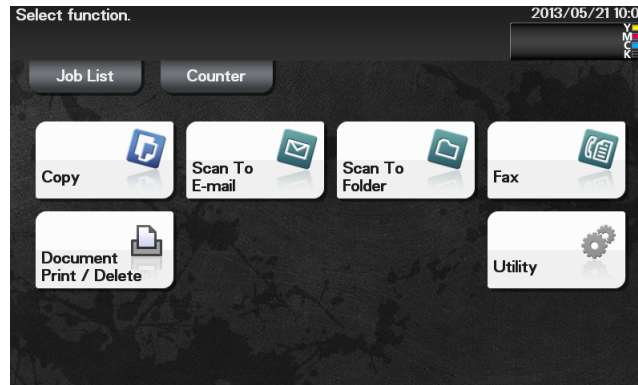 Select function.
2013/05/21 10:0
Y
M
C
K
Job List
Counter
Copy
Scan To
E-mail
Scan To
Folder
Fax
Document
Print / Delete
Utility